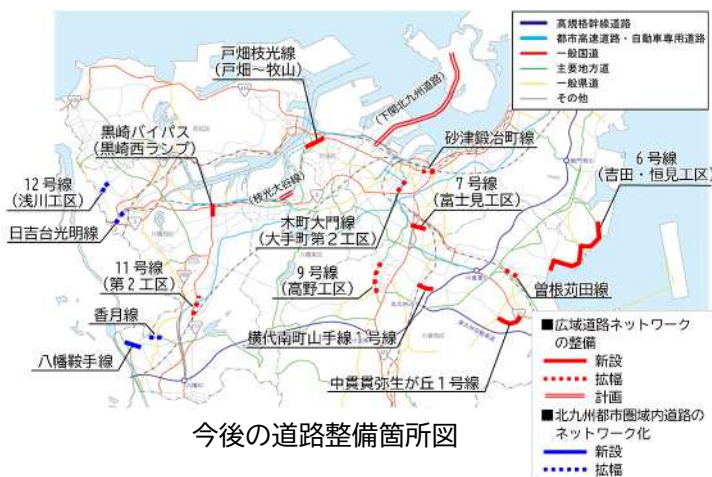 高規格幹線道路
都市高速道路・自動車専用道路
一般国道
主要地方道
一般県道
その他
戸畑枝光線
(戸畑～牧山)
(下関北九州道路)
黒崎バイパス
(黒崎西ランプ)
砂津鍛冶町線
6号線
(吉田・恒見工区)
12号線
(浅川工区)
(枝光大谷線)
7号線
(富士見工区)
日吉台光明線
木町大門線
(大手町第2工区)
11号線
(第2工区)
9号線
(高野工区)
曽根苅田線
香月線
横代南町山手線1号線
八幡鞍手線
中貫貫弥生が丘1号線
■広域道路ネットワーク
の整備
新設
拡幅
計画
■北九州都市圏域内道路の
ネットワーク化
新設
拡幅
今後の道路整備箇所図